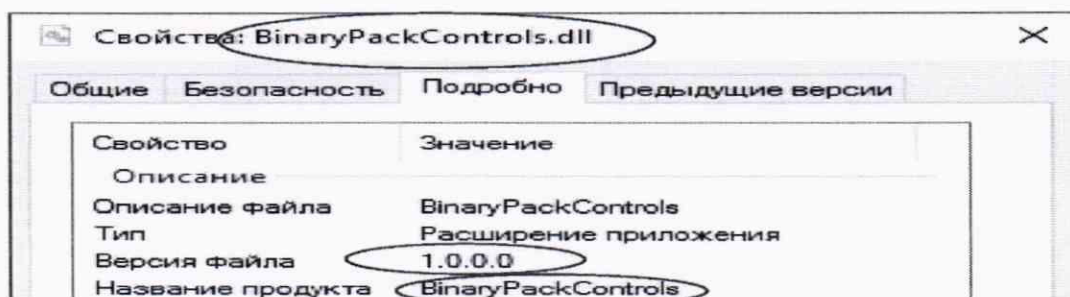 Свойства: BinaryPackControls.dll
Общие Безопасность Подробно Предыдущие версии
Свойство Значение
Описание
Описание файла BinaryPackControls
Тип Расширение приложения
Версия файла 1.0.0.0
Название продукта BinaryPackControls